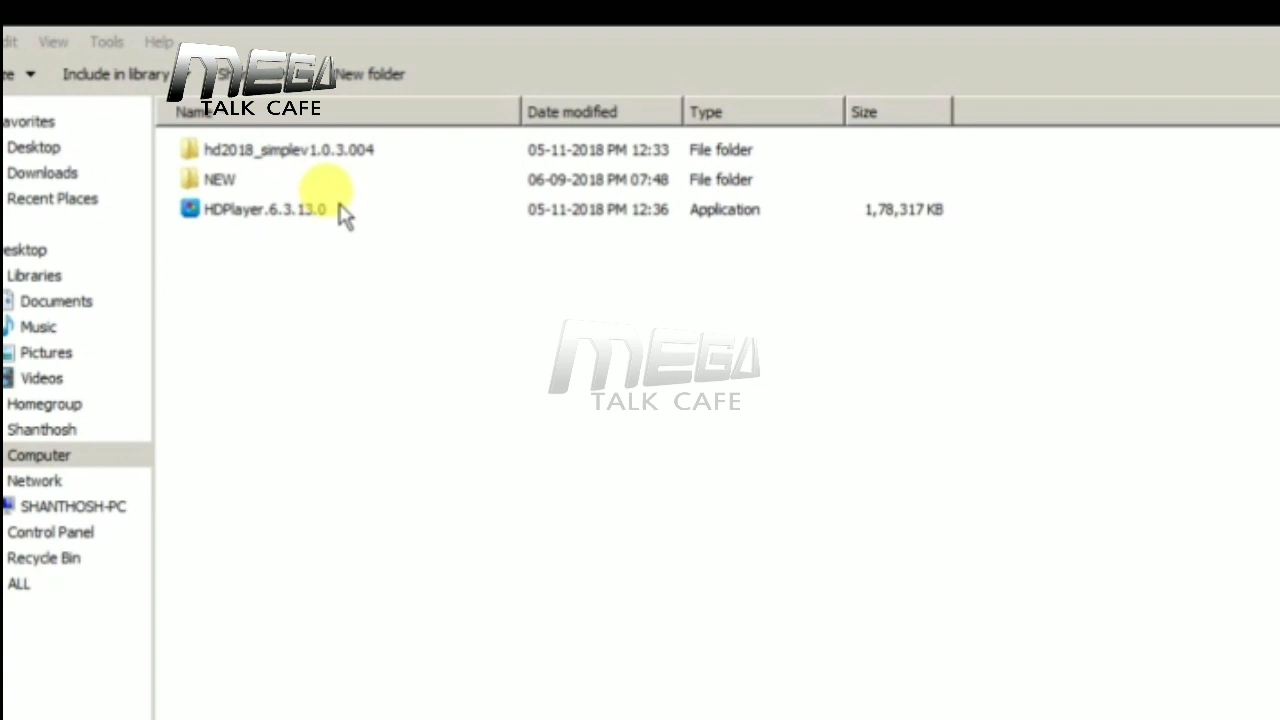 dit View Tools Help
ze Include in library Sh New folder
MEGA
TALK CAFE
Name Date modified Type Size
avorites
Desktop
Downloads
Recent Places
esktop
Libraries
Documents
Music
Pictures
Videos
Homegroup
Shanthosh
Computer
Network
SHANTHOSH-PC
Control Panel
Recycle Bin
ALL
hd2018_simplev1.0.3.004 05-11-2018 PM 12:33 File folder
NEW 06-09-2018 PM 07:48 File folder
HDPlayer.6.3.13.0 05-11-2018 PM 12:36 Application 1,78,317 KB
MEGA
TALK CAFE